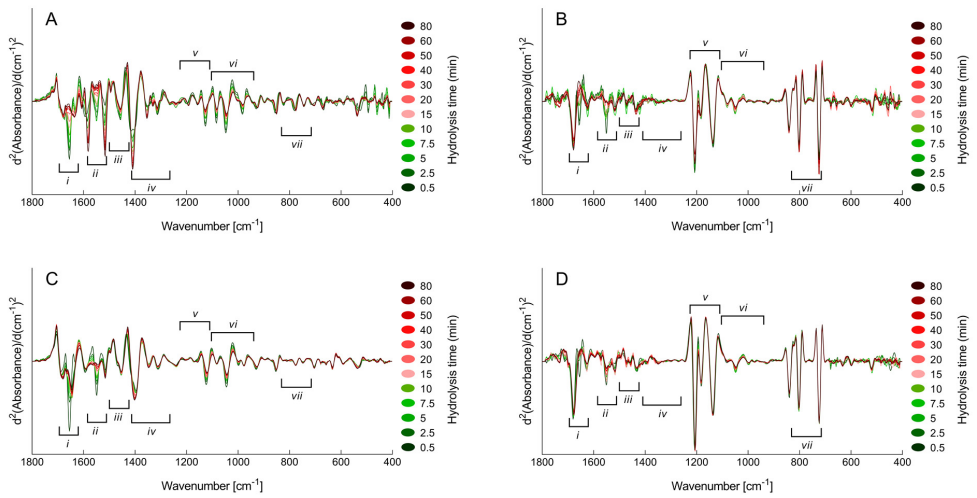 A
d²(Absorbance)/d(cm⁻¹)²
i
ii
iii
iv
v
vi
vii
1800 1600 1400 1200 1000 800 600 400
Wavenumber [cm⁻¹]
80
60
50
40
30
20
15
10
7.5
5
2.5
0.5
Hydrolysis time (min)
B
d²(Absorbance)/d(cm⁻¹)²
i
ii
iii
iv
v
vi
vii
1800 1600 1400 1200 1000 800 600 400
Wavenumber [cm⁻¹]
80
60
50
40
30
20
15
10
7.5
5
2.5
0.5
Hydrolysis time (min)
C
d²(Absorbance)/d(cm⁻¹)²
i
ii
iii
iv
v
vi
vii
1800 1600 1400 1200 1000 800 600 400
Wavenumber [cm⁻¹]
80
60
50
40
30
20
15
10
7.5
5
2.5
0.5
Hydrolysis time (min)
D
d²(Absorbance)/d(cm⁻¹)²
i
ii
iii
iv
v
vi
vii
1800 1600 1400 1200 1000 800 600 400
Wavenumber [cm⁻¹]
80
60
50
40
30
20
15
10
7.5
5
2.5
0.5
Hydrolysis time (min)